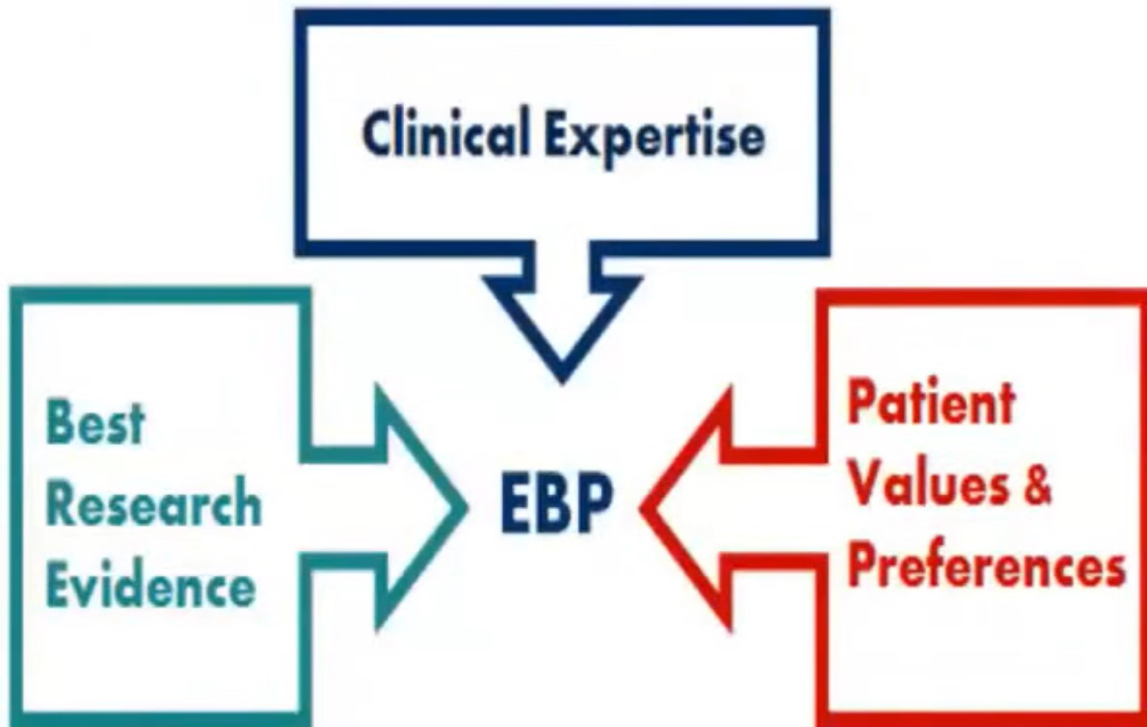 Clinical Expertise
Best
Research
Evidence
EBP
Patient
Values &
Preferences